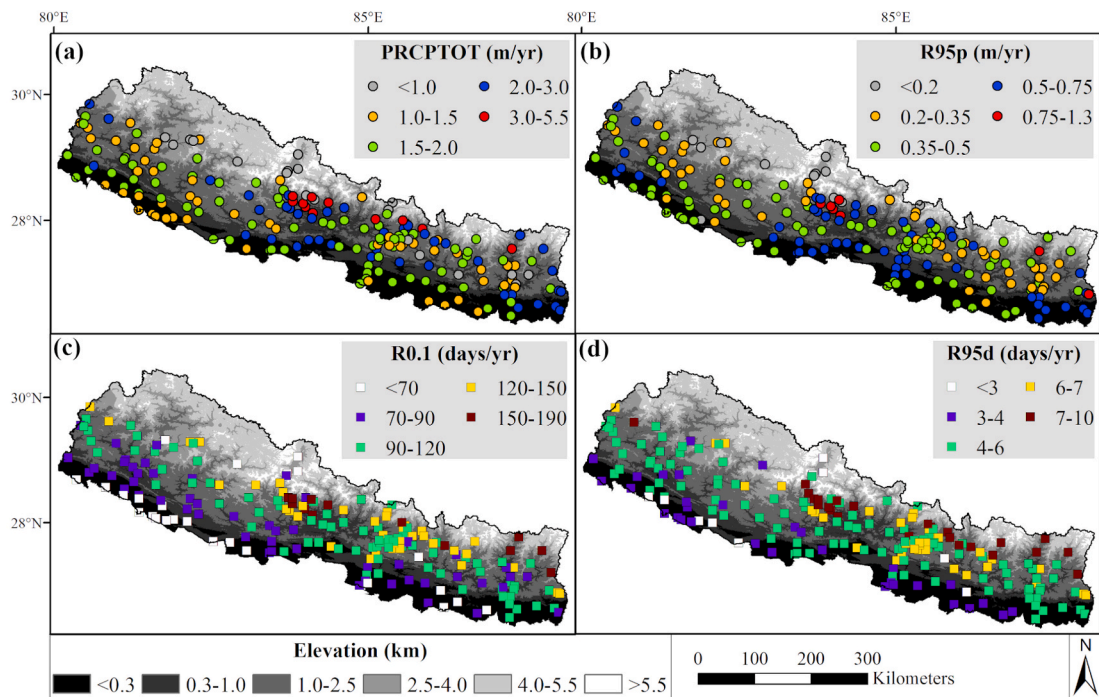 80°E 85°E 80°E 85°E
(a) PRCPTOT (m/yr)
<1.0 2.0-3.0
1.0-1.5 3.0-5.5
1.5-2.0
(b) R95p (m/yr)
<0.2 0.5-0.75
0.2-0.35 0.75-1.3
0.35-0.5
30°N
28°N
(c) R0.1 (days/yr)
<70 120-150
70-90 150-190
90-120
(d) R95d (days/yr)
<3 6-7
3-4 7-10
4-6
30°N
28°N
Elevation (km)
<0.3 0.3-1.0 1.0-2.5 2.5-4.0 4.0-5.5 >5.5
0 100 200 300
Kilometers
N